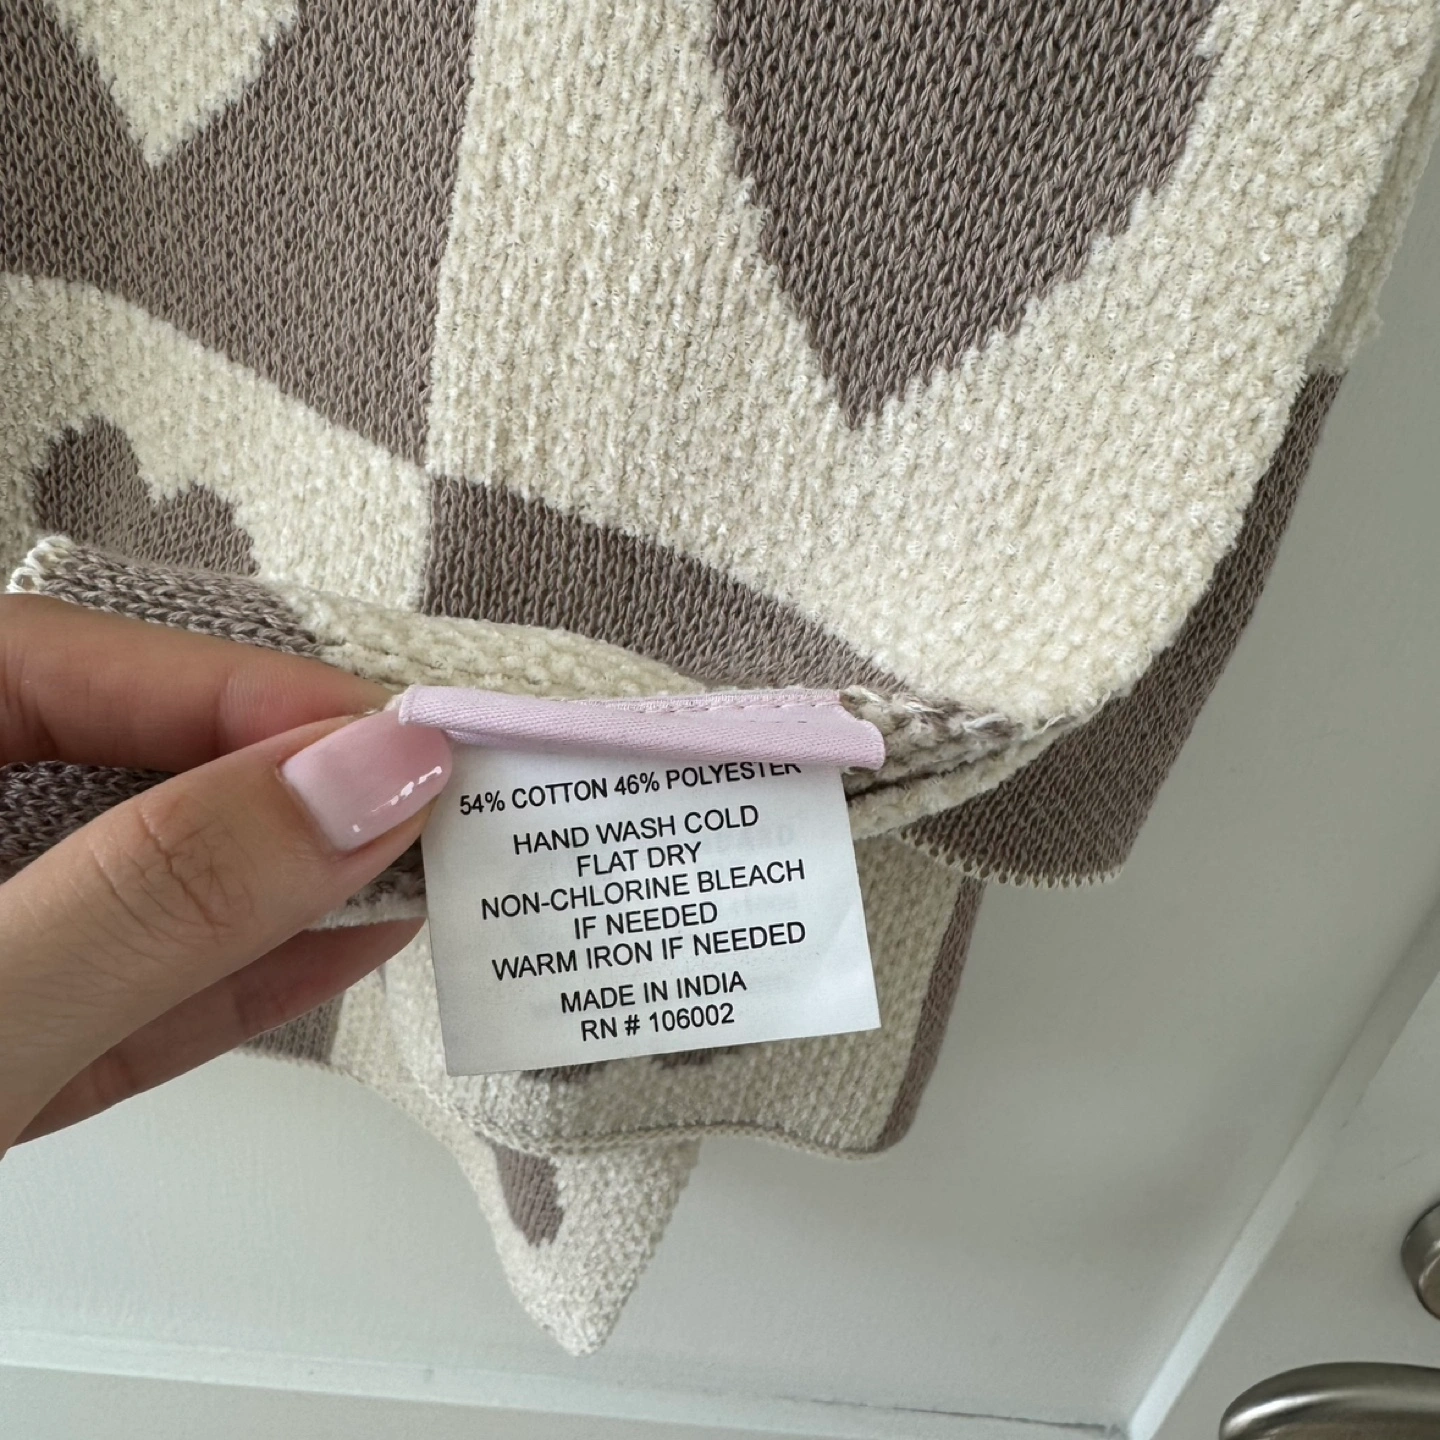 54% COTTON 46% POLYESTER
HAND WASH COLD
FLAT DRY
NON-CHLORINE BLEACH
IF NEEDED
WARM IRON IF NEEDED
MADE IN INDIA
RN # 106002